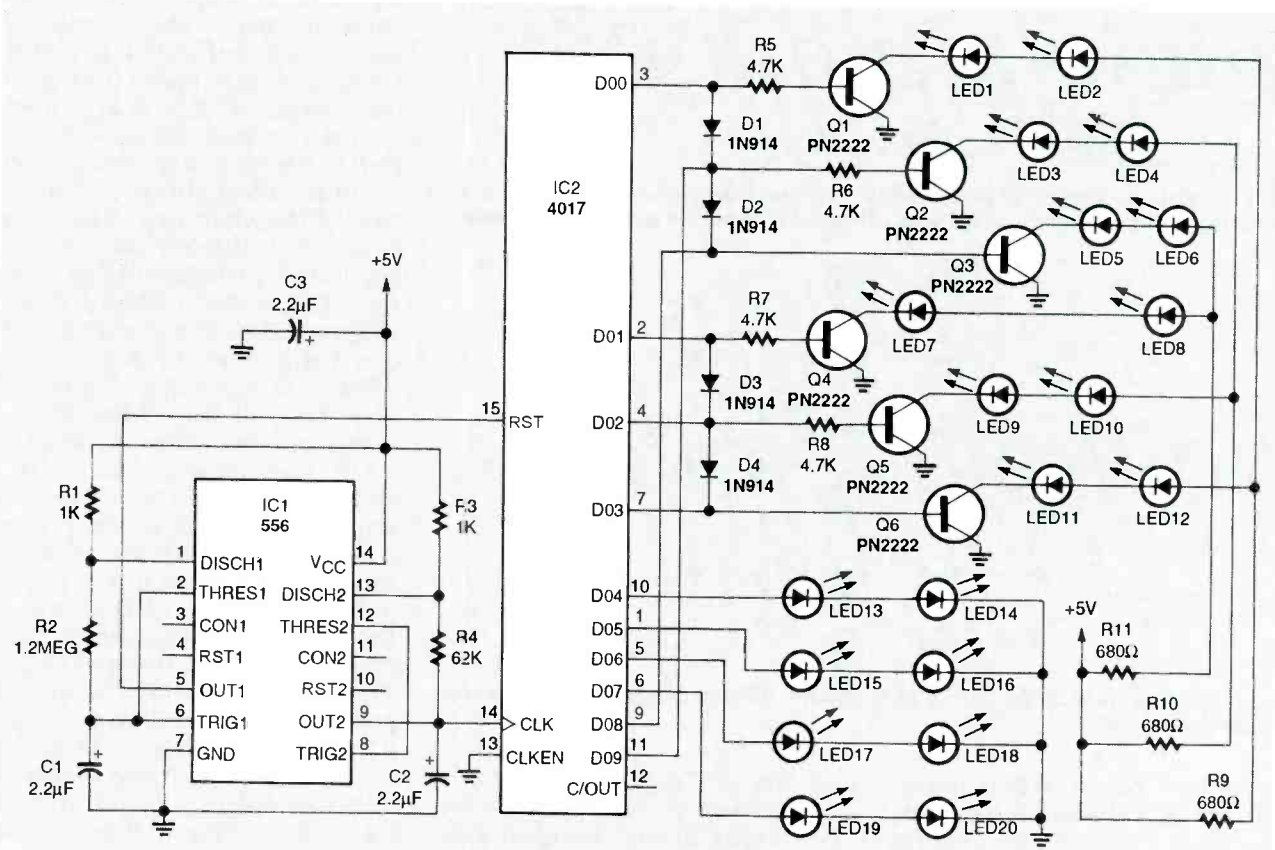 R5
4.7K
D00
3
LED1
LED2
D1
1N914
Q1
PN2222
IC2
4017
R6
4.7K
LED3
LED4
D2
1N914
Q2
PN2222
LED5
LED6
Q3
PN2222
+5V
C3
2.2µF
+
R7
4.7K
D01
2
LED7
LED8
D3
1N914
Q4
PN2222
15
RST
D02
4
R8
4.7K
LED9
LED10
D4
1N914
Q5
PN2222
D03
7
Q6
PN2222
LED11
LED12
R1
1K
IC1
556
R3
1K
1
DISCH1
VCC
14
2
THRES1
DISCH2
13
3
CON1
THRES2
12
4
RST1
CON2
11
5
OUT1
RST2
10
6
TRIG1
OUT2
9
7
GND
TRIG2
8
R2
1.2MEG
R4
62K
+
C1
2.2µF
+
C2
2.2µF
14
CLK
13
CLKEN
D04
10
D05
1
D06
5
D07
6
D08
9
D09
11
C/OUT
12
LED13
LED14
LED15
LED16
LED17
LED18
LED19
LED20
+5V
R11
680Ω
R10
680Ω
R9
680Ω